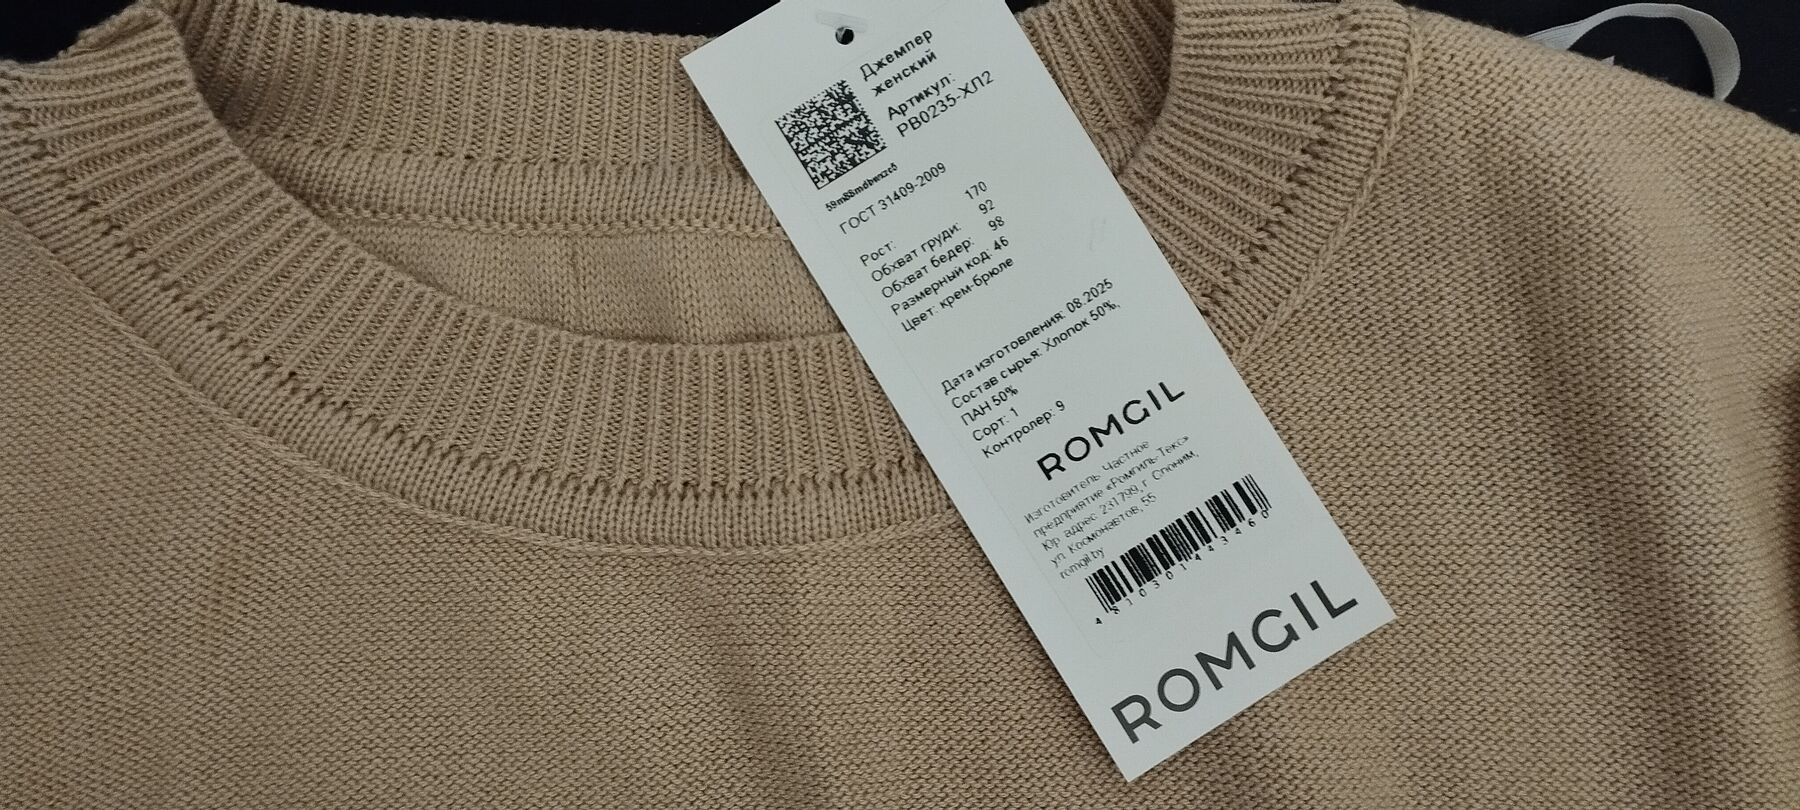 Джемпер
женский
Артикул:
РВ0235-ХЛ2
59m88mdbwnzc6
ГОСТ 31409-2009
Рост: 170
Обхват груди: 92
Обхват бедер: 98
Размерный код: 46
Цвет: крем-брюле
Дата изготовления: 08.2025
Состав сырья: Хлопок 50%,
ПАН 50%
Сорт: 1
Контролер: 9
ROMGIL
Изготовитель: Частное
предприятие «Ромгиль-Текс»
Юр. адрес: 231799, г. Слоним,
ул. Космонавтов, 55
romgil.by
4810301443460
ROMGIL